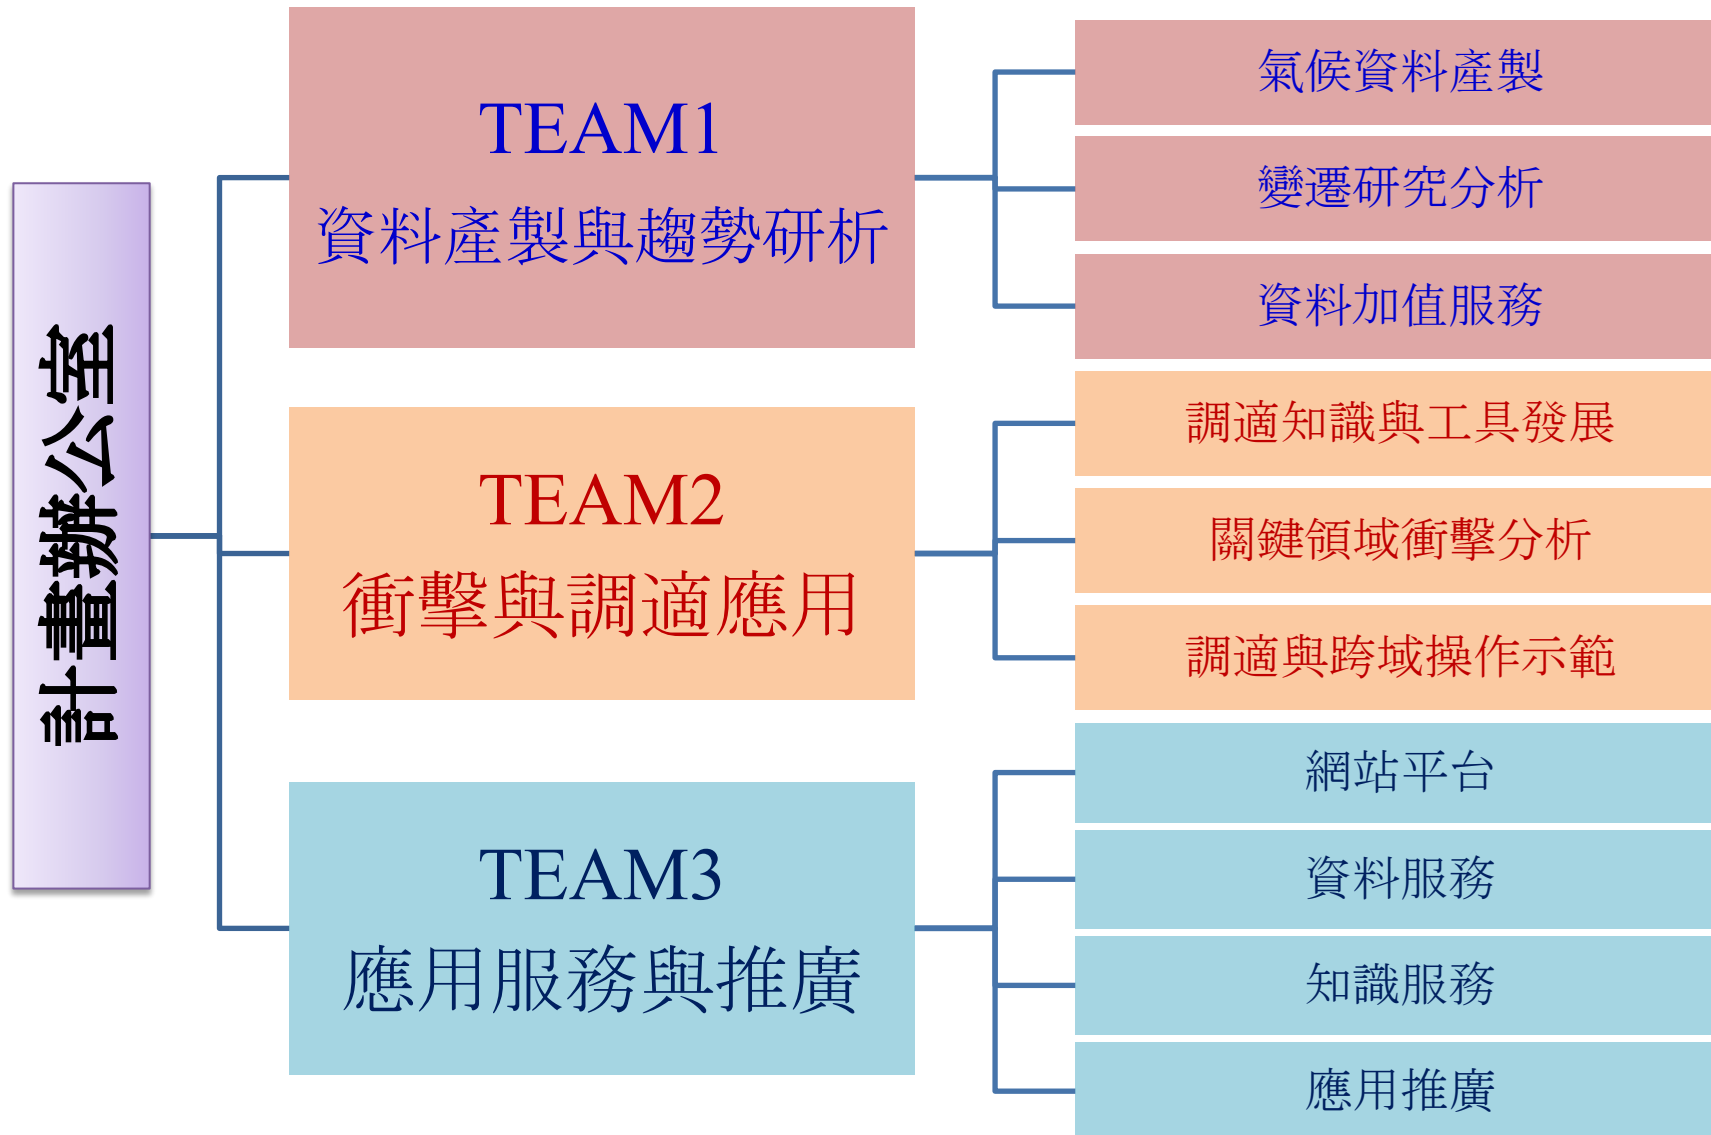 計畫辦公室
TEAM1
資料產製與趨勢研析
氣候資料產製
變遷研究分析
資料加值服務
TEAM2
衝擊與調適應用
調適知識與工具發展
關鍵領域衝擊分析
調適與跨域操作示範
TEAM3
應用服務與推廣
網站平台
資料服務
知識服務
應用推廣